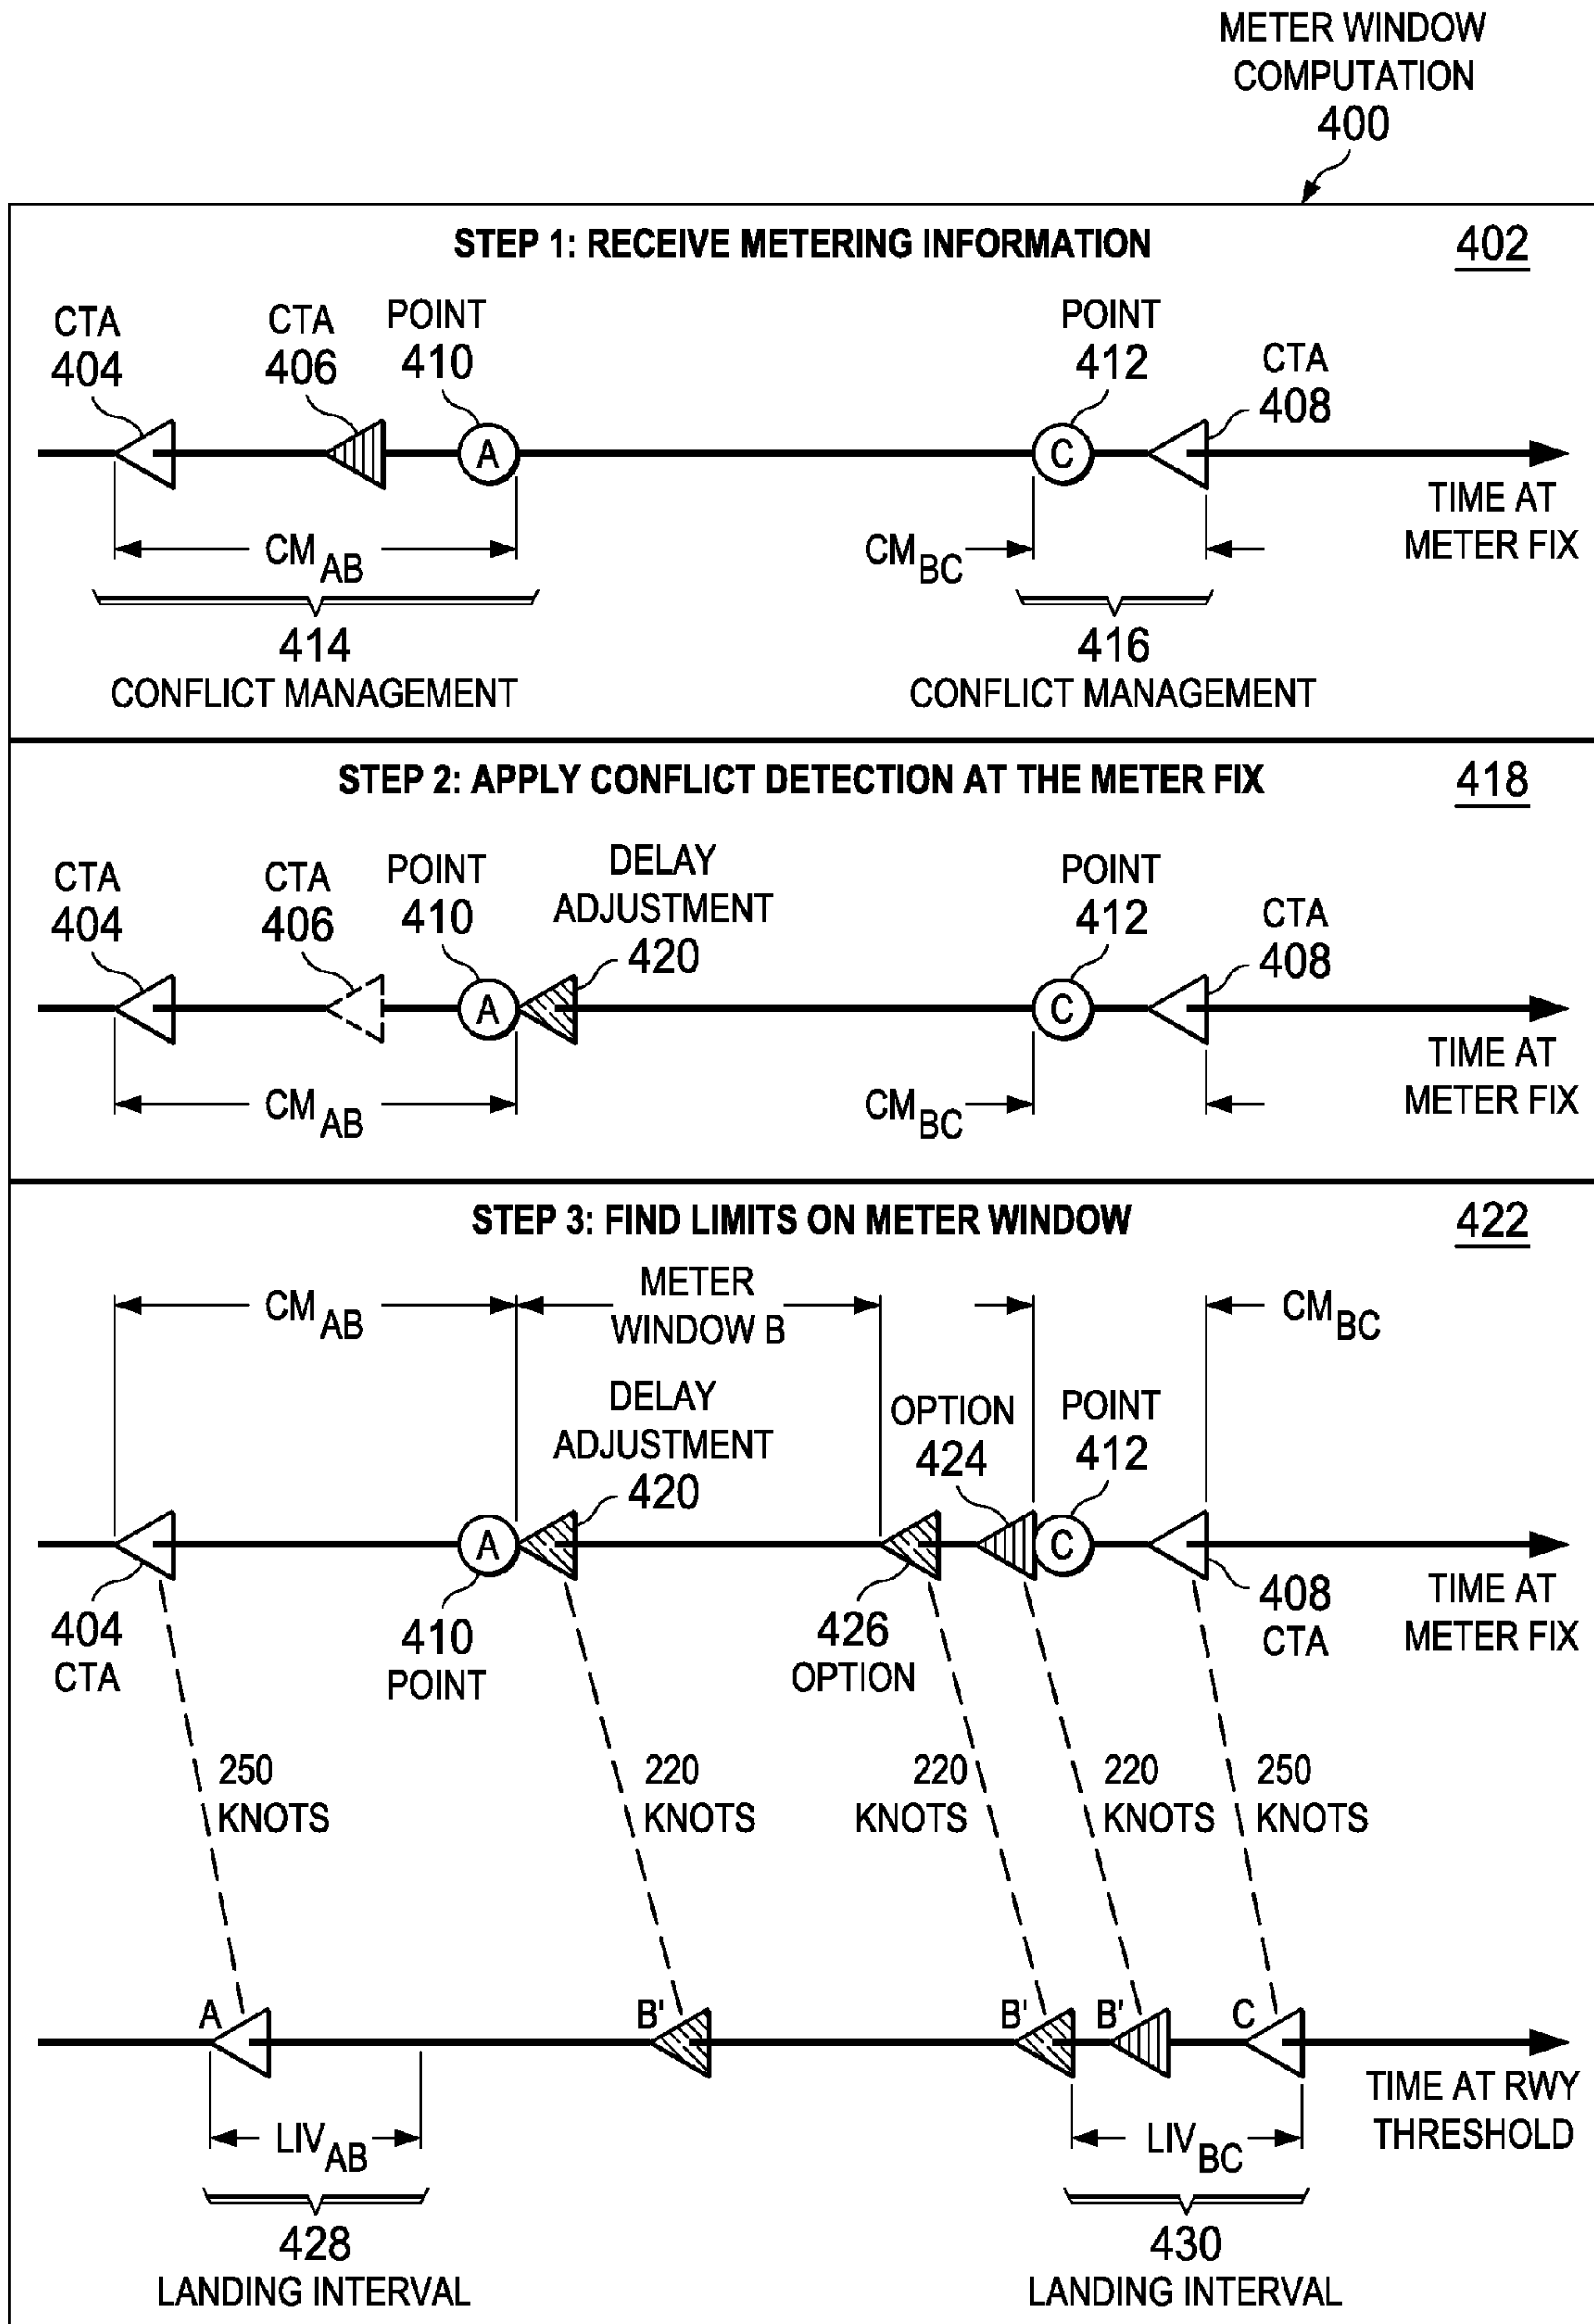 METER WINDOW
COMPUTATION
400
STEP 1: RECEIVE METERING INFORMATION
402
CTA
404
CTA
406
POINT
410
POINT
412
CTA
408
A
C
TIME AT
METER FIX
CM AB
CM BC
414
CONFLICT MANAGEMENT
416
CONFLICT MANAGEMENT
STEP 2: APPLY CONFLICT DETECTION AT THE METER FIX
418
CTA
404
CTA
406
POINT
410
DELAY
ADJUSTMENT
420
POINT
412
CTA
408
A
C
TIME AT
METER FIX
CM AB
CM BC
STEP 3: FIND LIMITS ON METER WINDOW
422
CM AB
METER
WINDOW B
CM BC
DELAY
ADJUSTMENT
420
OPTION
424
POINT
412
A
C
404
CTA
410
POINT
426
OPTION
408
CTA
TIME AT
METER FIX
250
KNOTS
220
KNOTS
220
KNOTS
220
KNOTS
250
KNOTS
A
B'
B'
B'
C
TIME AT RWY
THRESHOLD
LIV AB
LIV BC
428
LANDING INTERVAL
430
LANDING INTERVAL